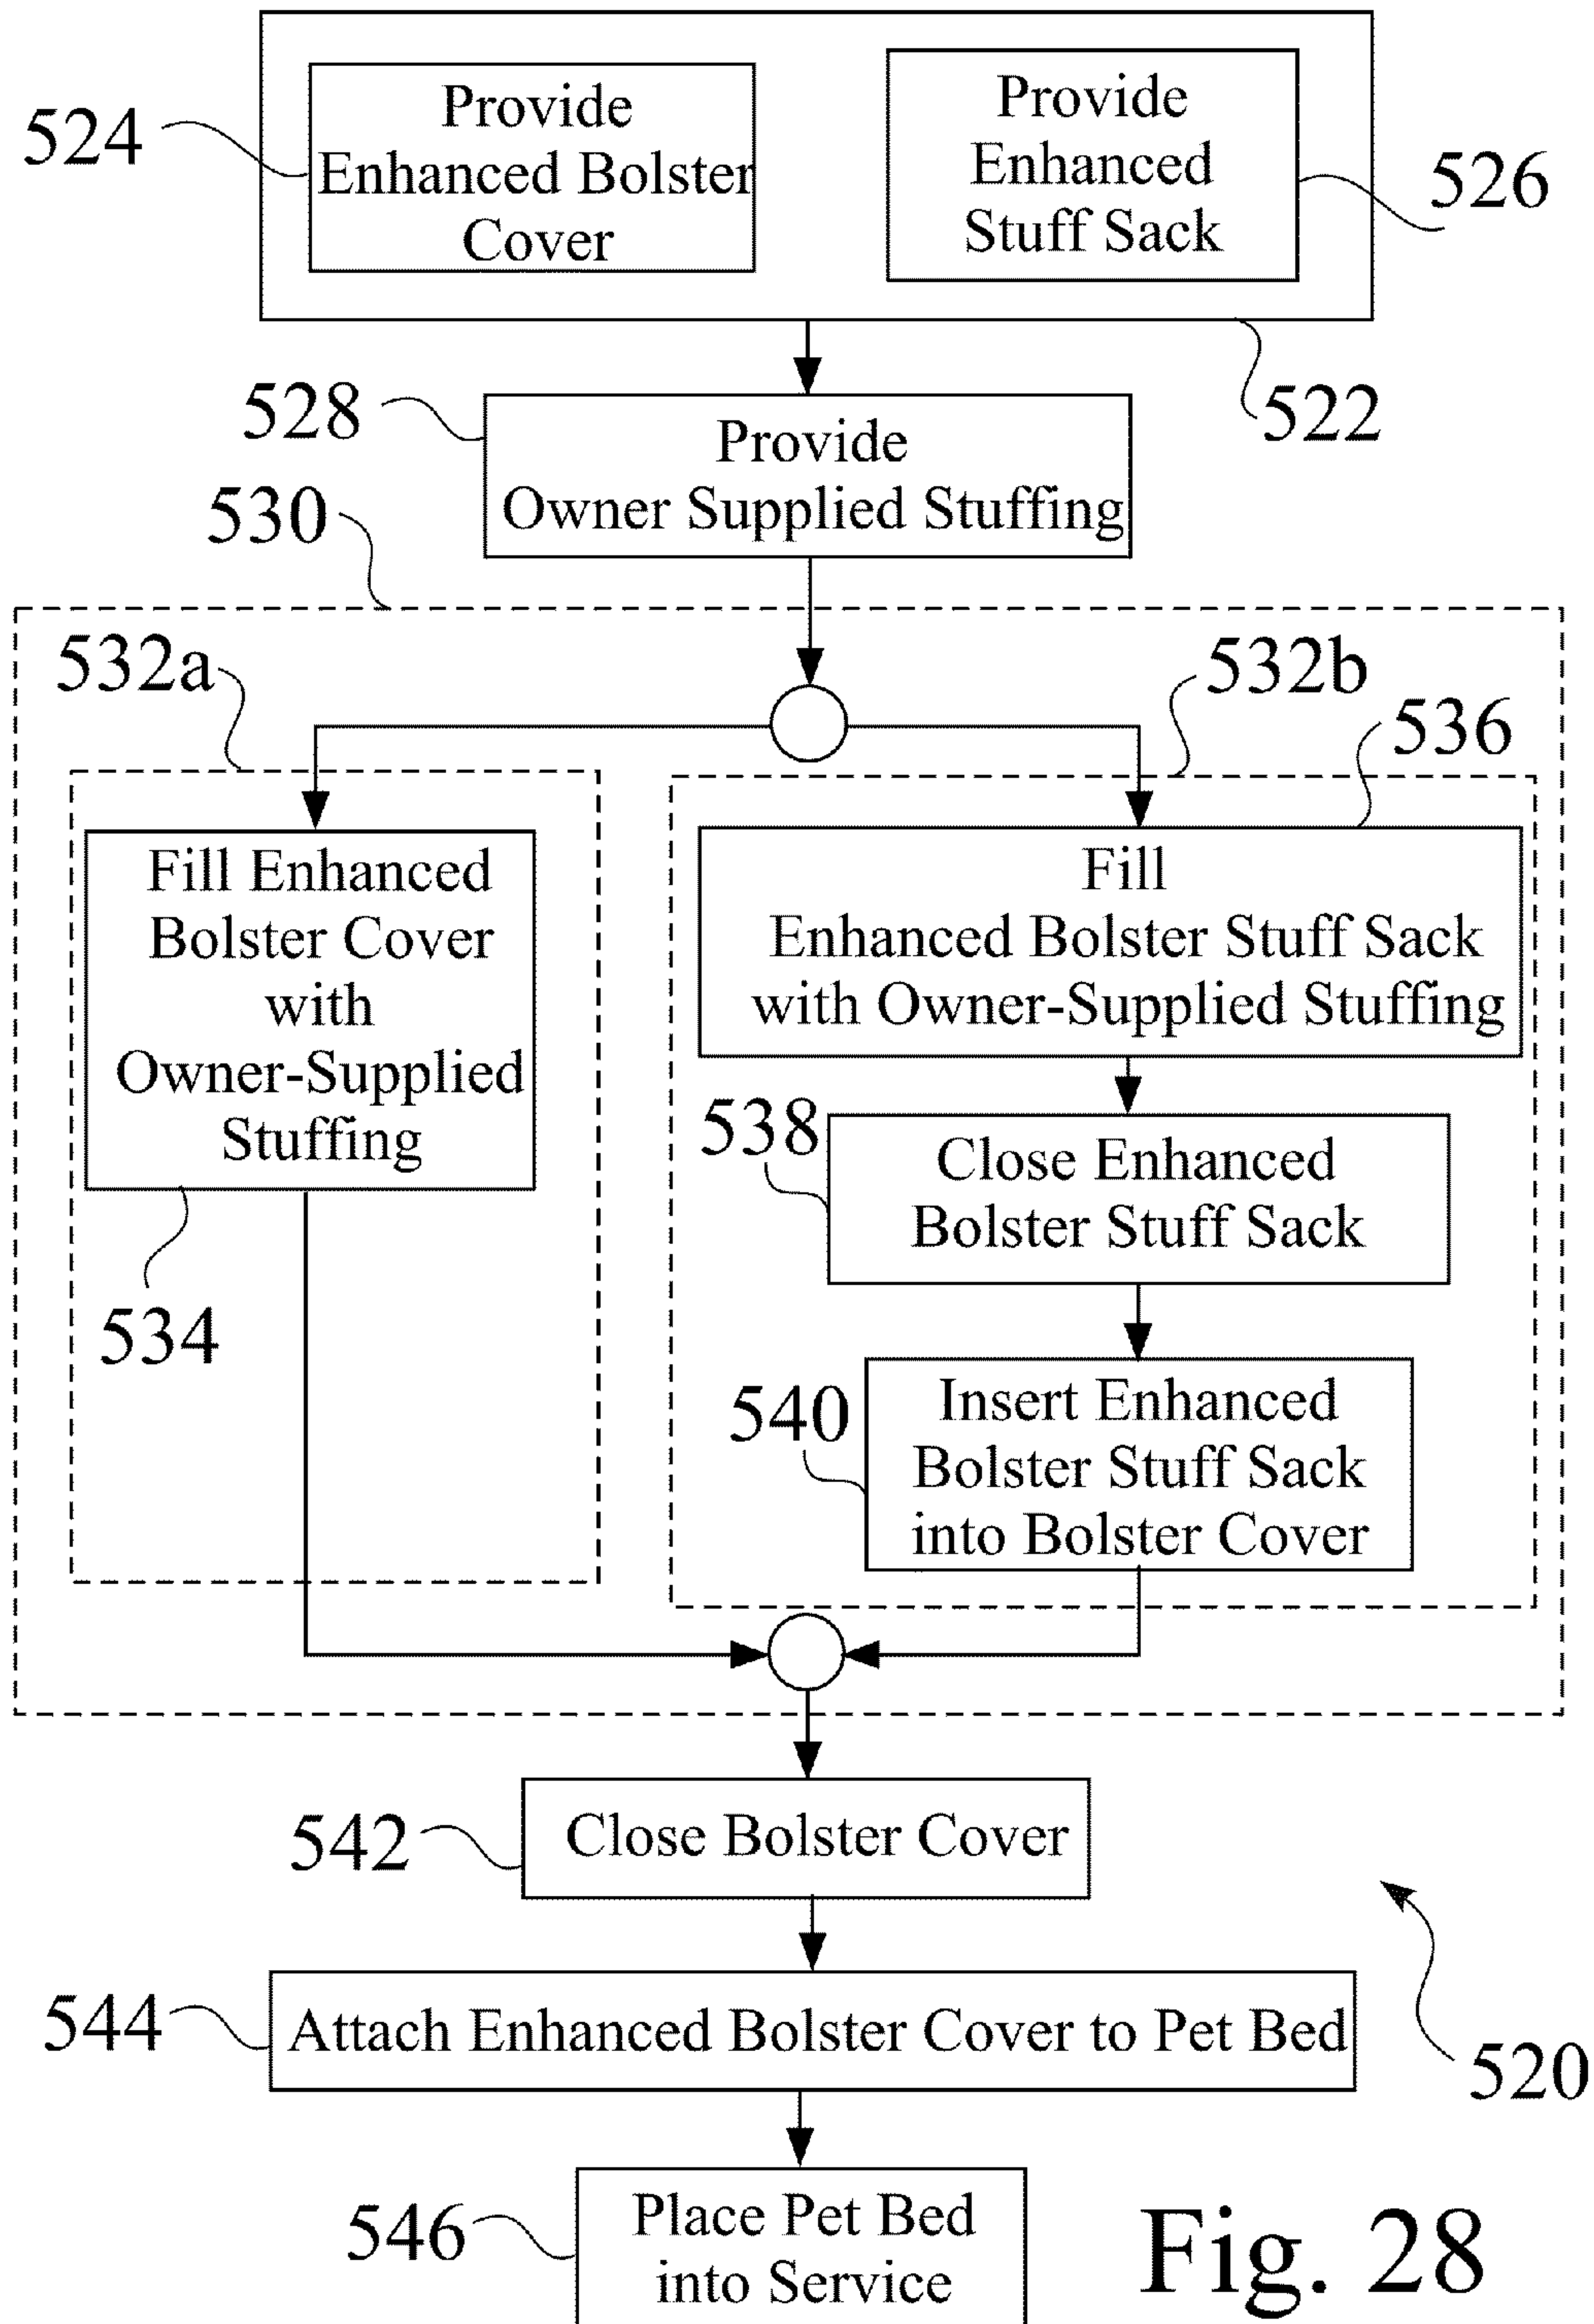 524
Provide
Enhanced Bolster
Cover
Provide
Enhanced
Stuff Sack
526
522
528
Provide
Owner Supplied Stuffing
530
532a
532b
536
Fill Enhanced
Bolster Cover
with
Owner-Supplied
Stuffing
534
Fill
Enhanced Bolster Stuff Sack
with Owner-Supplied Stuffing
538
Close Enhanced
Bolster Stuff Sack
540
Insert Enhanced
Bolster Stuff Sack
into Bolster Cover
542
Close Bolster Cover
544
Attach Enhanced Bolster Cover to Pet Bed
520
546
Place Pet Bed
into Service
Fig. 28